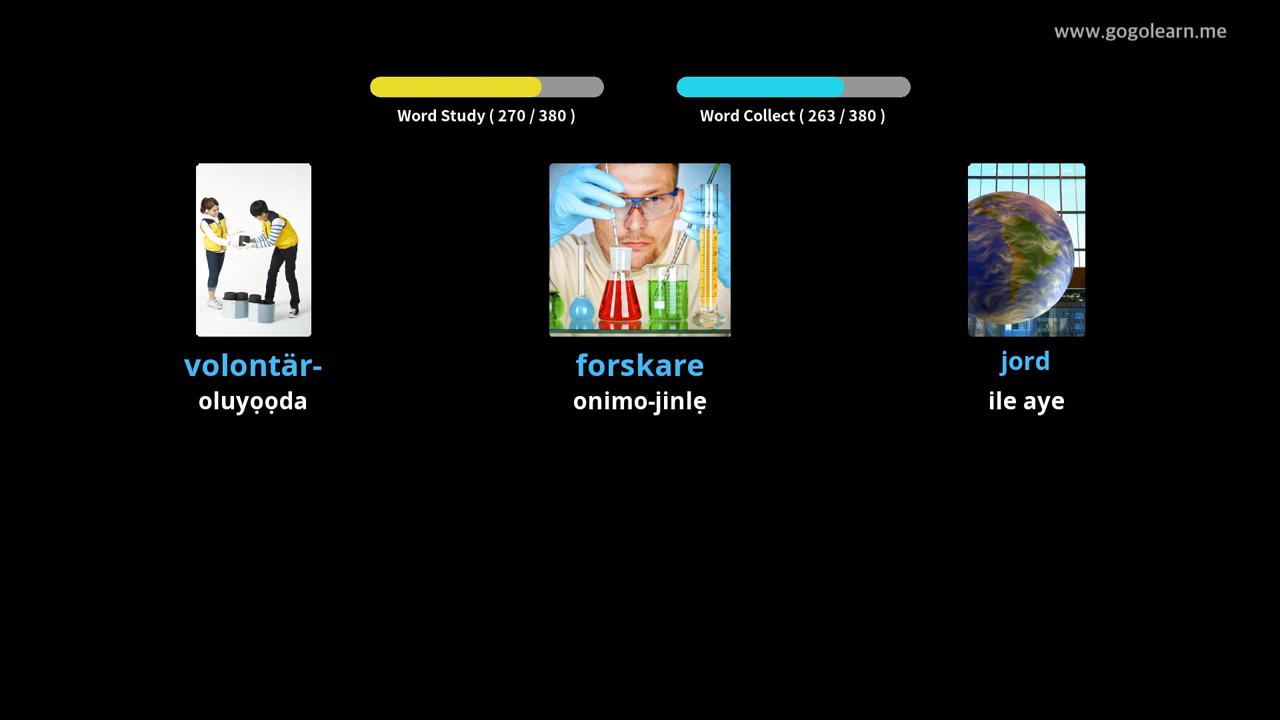 www.gogolearn.me
Word Study ( 270 / 380 )
Word Collect ( 263 / 380 )
volontär-
oluyọọda
forskare
onimo-jinlẹ
jord
ile aye